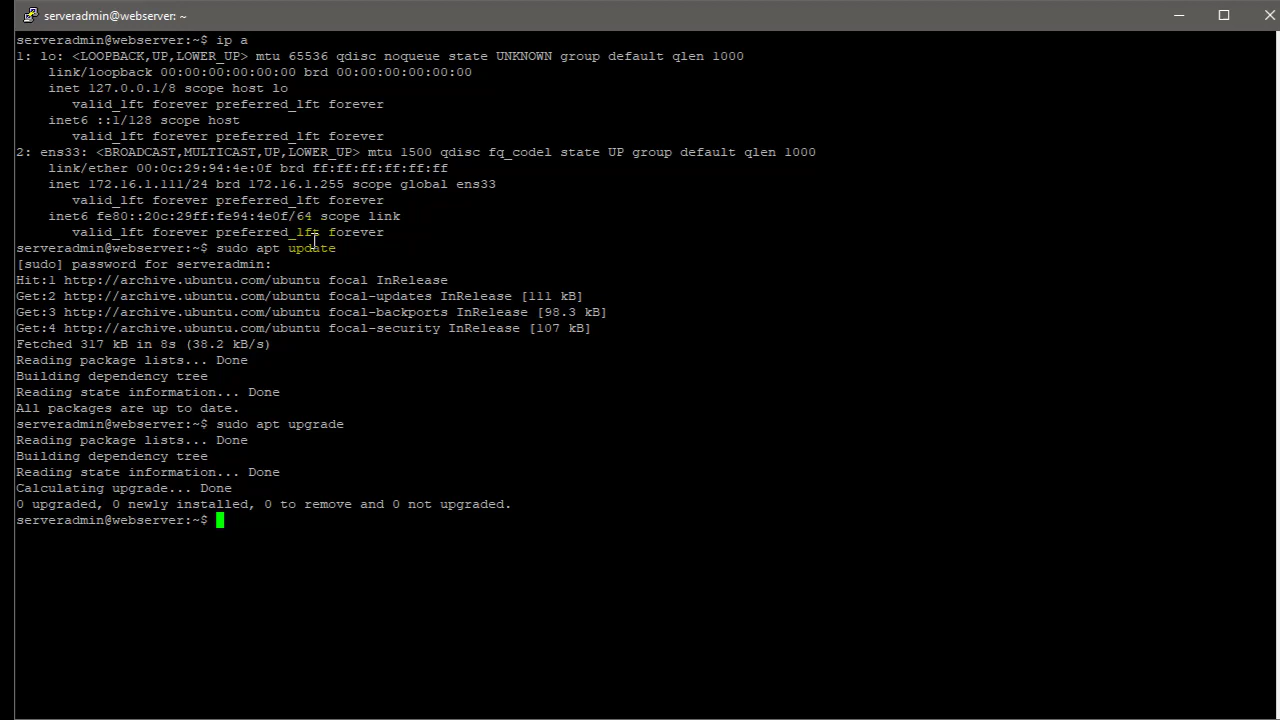 serveradmin@webserver: ~
serveradmin@webserver:~$ ip a
1: lo: <LOOPBACK,UP,LOWER_UP> mtu 65536 qdisc noqueue state UNKNOWN group default qlen 1000
    link/loopback 00:00:00:00:00:00 brd 00:00:00:00:00:00
    inet 127.0.0.1/8 scope host lo
       valid_lft forever preferred_lft forever
    inet6 ::1/128 scope host
       valid_lft forever preferred_lft forever
2: ens33: <BROADCAST,MULTICAST,UP,LOWER_UP> mtu 1500 qdisc fq_codel state UP group default qlen 1000
    link/ether 00:0c:29:94:4e:0f brd ff:ff:ff:ff:ff:ff
    inet 172.16.1.111/24 brd 172.16.1.255 scope global ens33
       valid_lft forever preferred_lft forever
    inet6 fe80::20c:29ff:fe94:4e0f/64 scope link
       valid_lft forever preferred_lft forever
serveradmin@webserver:~$ sudo apt update
[sudo] password for serveradmin:
Hit:1 http://archive.ubuntu.com/ubuntu focal InRelease
Get:2 http://archive.ubuntu.com/ubuntu focal-updates InRelease [111 kB]
Get:3 http://archive.ubuntu.com/ubuntu focal-backports InRelease [98.3 kB]
Get:4 http://archive.ubuntu.com/ubuntu focal-security InRelease [107 kB]
Fetched 317 kB in 8s (38.2 kB/s)
Reading package lists... Done
Building dependency tree
Reading state information... Done
All packages are up to date.
serveradmin@webserver:~$ sudo apt upgrade
Reading package lists... Done
Building dependency tree
Reading state information... Done
Calculating upgrade... Done
0 upgraded, 0 newly installed, 0 to remove and 0 not upgraded.
serveradmin@webserver:~$